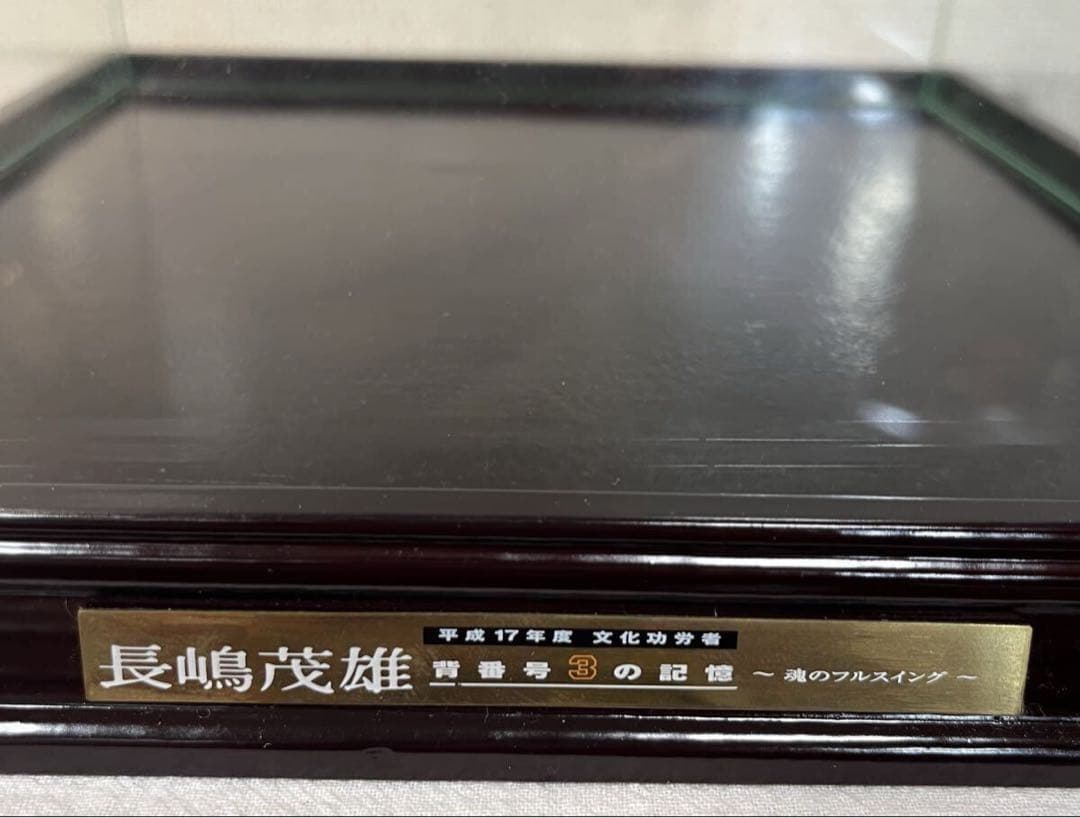 平成17年度 文化功労者
長嶋茂雄 背番号3の記憶 ～ 魂のフルスイング ～